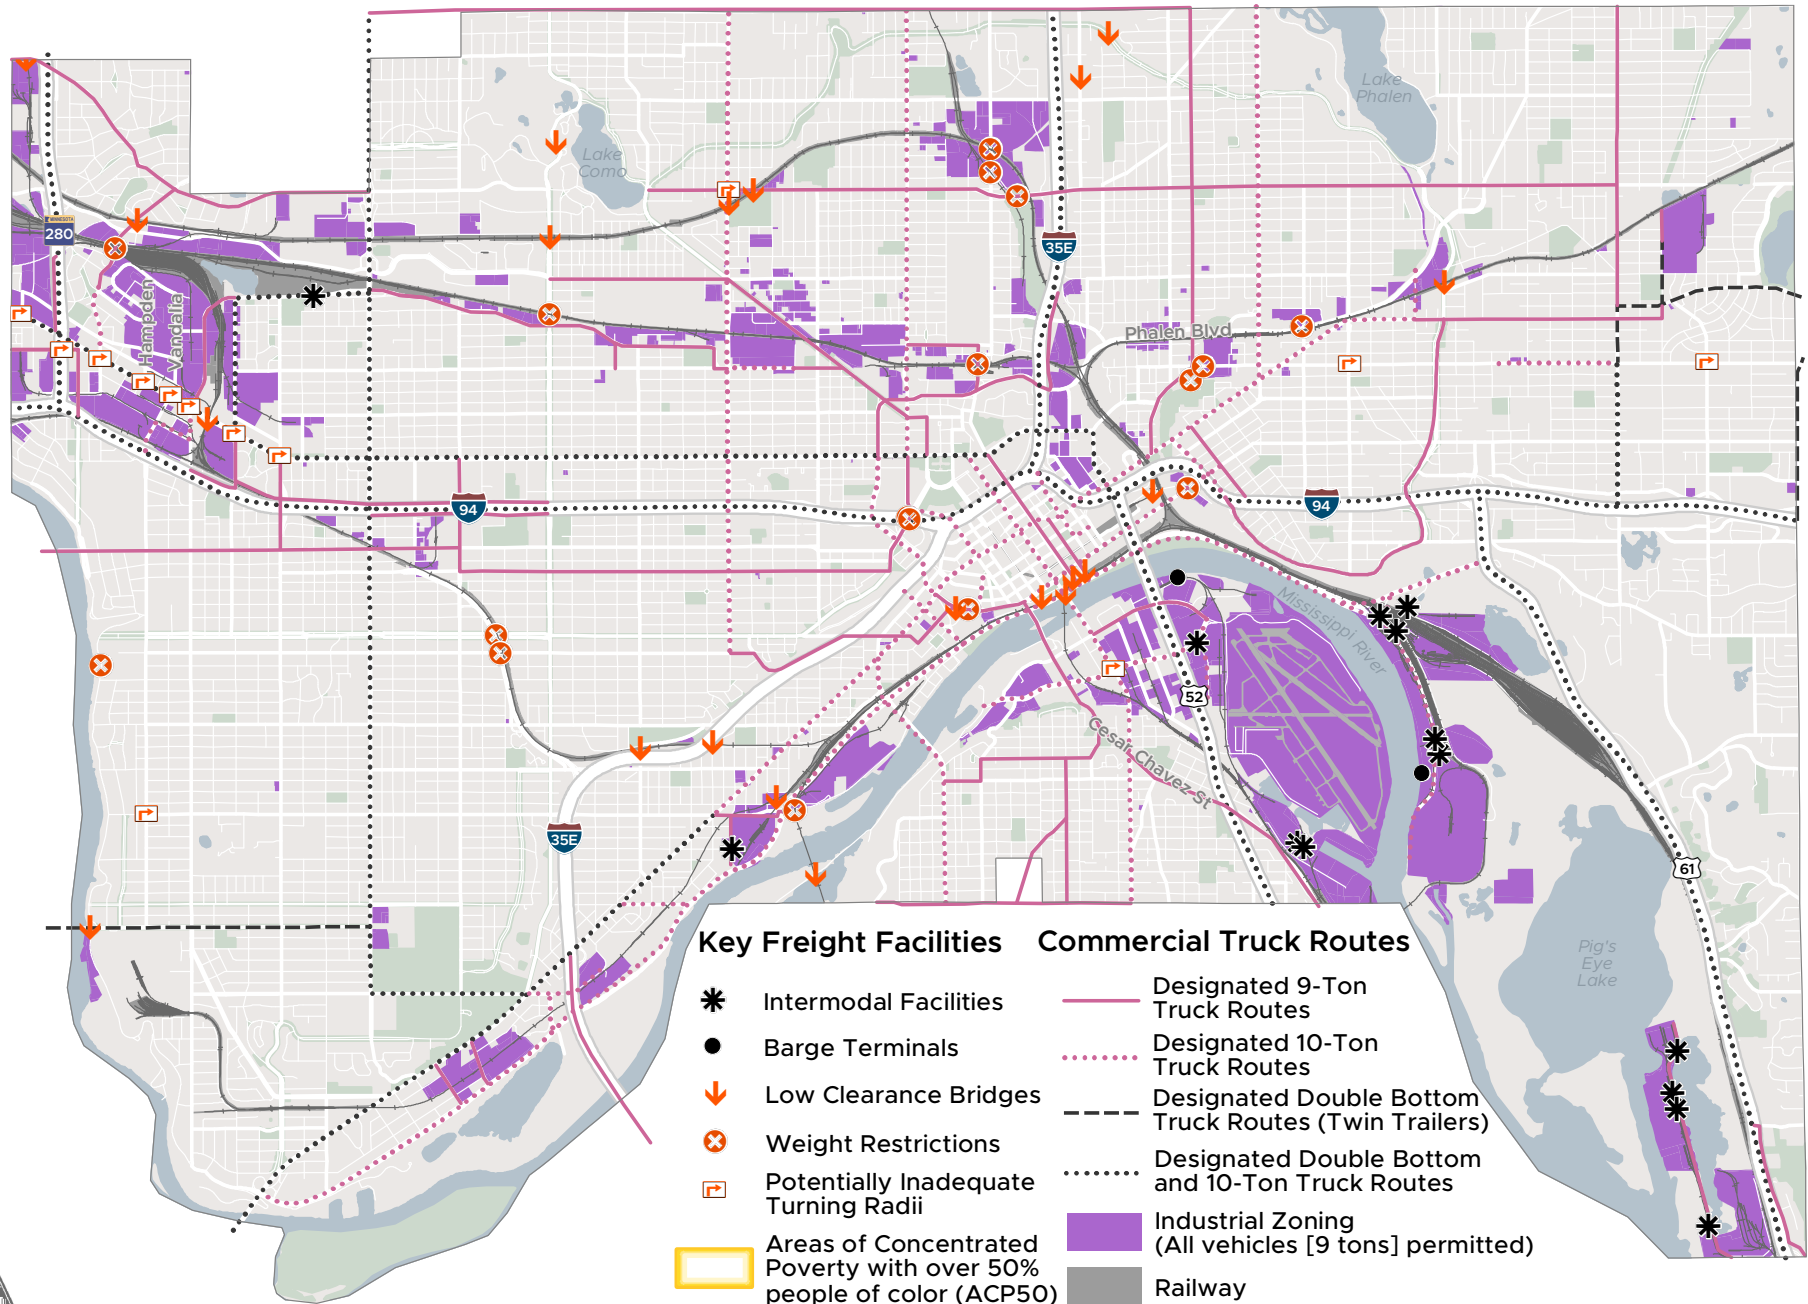 Lake
Phalen
Lake
Como
MINNESOTA
280
35E
Hampden
Vandalia
Phalen Blvd
94
94
Mississippi River
52
Cesar Chavez St
35E
61
Pig's
Eye
Lake
Key Freight Facilities
Intermodal Facilities
Barge Terminals
Low Clearance Bridges
Weight Restrictions
Potentially Inadequate
Turning Radii
Areas of Concentrated
Poverty with over 50%
people of color (ACP50)
Commercial Truck Routes
Designated 9-Ton
Truck Routes
Designated 10-Ton
Truck Routes
Designated Double Bottom
Truck Routes (Twin Trailers)
Designated Double Bottom
and 10-Ton Truck Routes
Industrial Zoning
(All vehicles [9 tons] permitted)
Railway